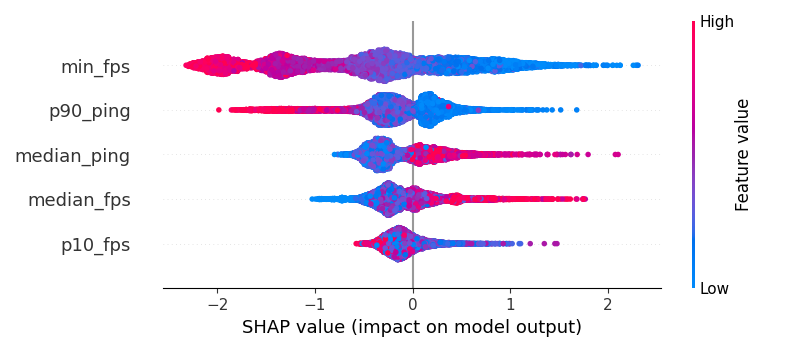 High
min_fps
p90_ping
median_ping
median_fps
p10_fps
Feature value
Low
−2
−1
0
1
2
SHAP value (impact on model output)